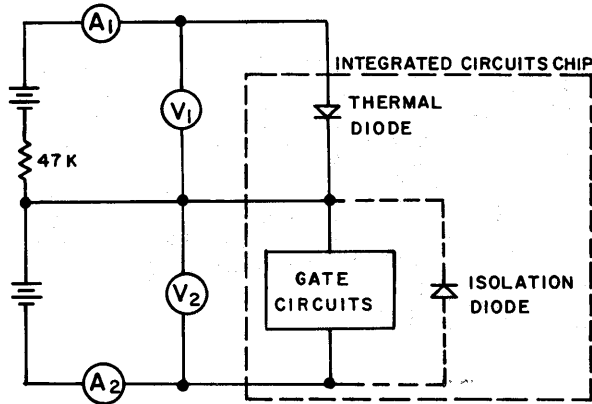 A1
INTEGRATED CIRCUITS CHIP
THERMAL
DIODE
V1
47K
GATE
CIRCUITS
V2
ISOLATION
DIODE
A2